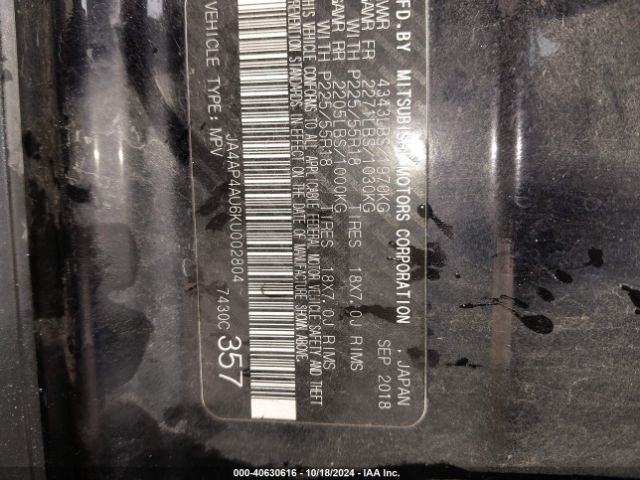 MFD.BY MITSUBISHI MOTORS CORPORATION , JAPAN
GVWR 4343LBS/1970KG SEP 2018
GAWR FR 2271LBS/1030KG
WITH P225/55R18 TIRES 18X7.0J RIMS
GAWR RR 2205LBS/1000KG
WITH P225/55R18 TIRES 18X7.0J RIMS
THIS VEHICLE CONFORMS TO ALL APPLICABLE FEDERAL MOTOR VEHICLE SAFETY AND THEFT
PREVENTION STANDARDS IN EFFECT ON THE DATE OF MANUFACTURE SHOWN ABOVE.
JA4AP4AU6KU002804 7430C 357
VEHICLE TYPE: MPV
000-40630616 - 10/18/2024 - IAA Inc.